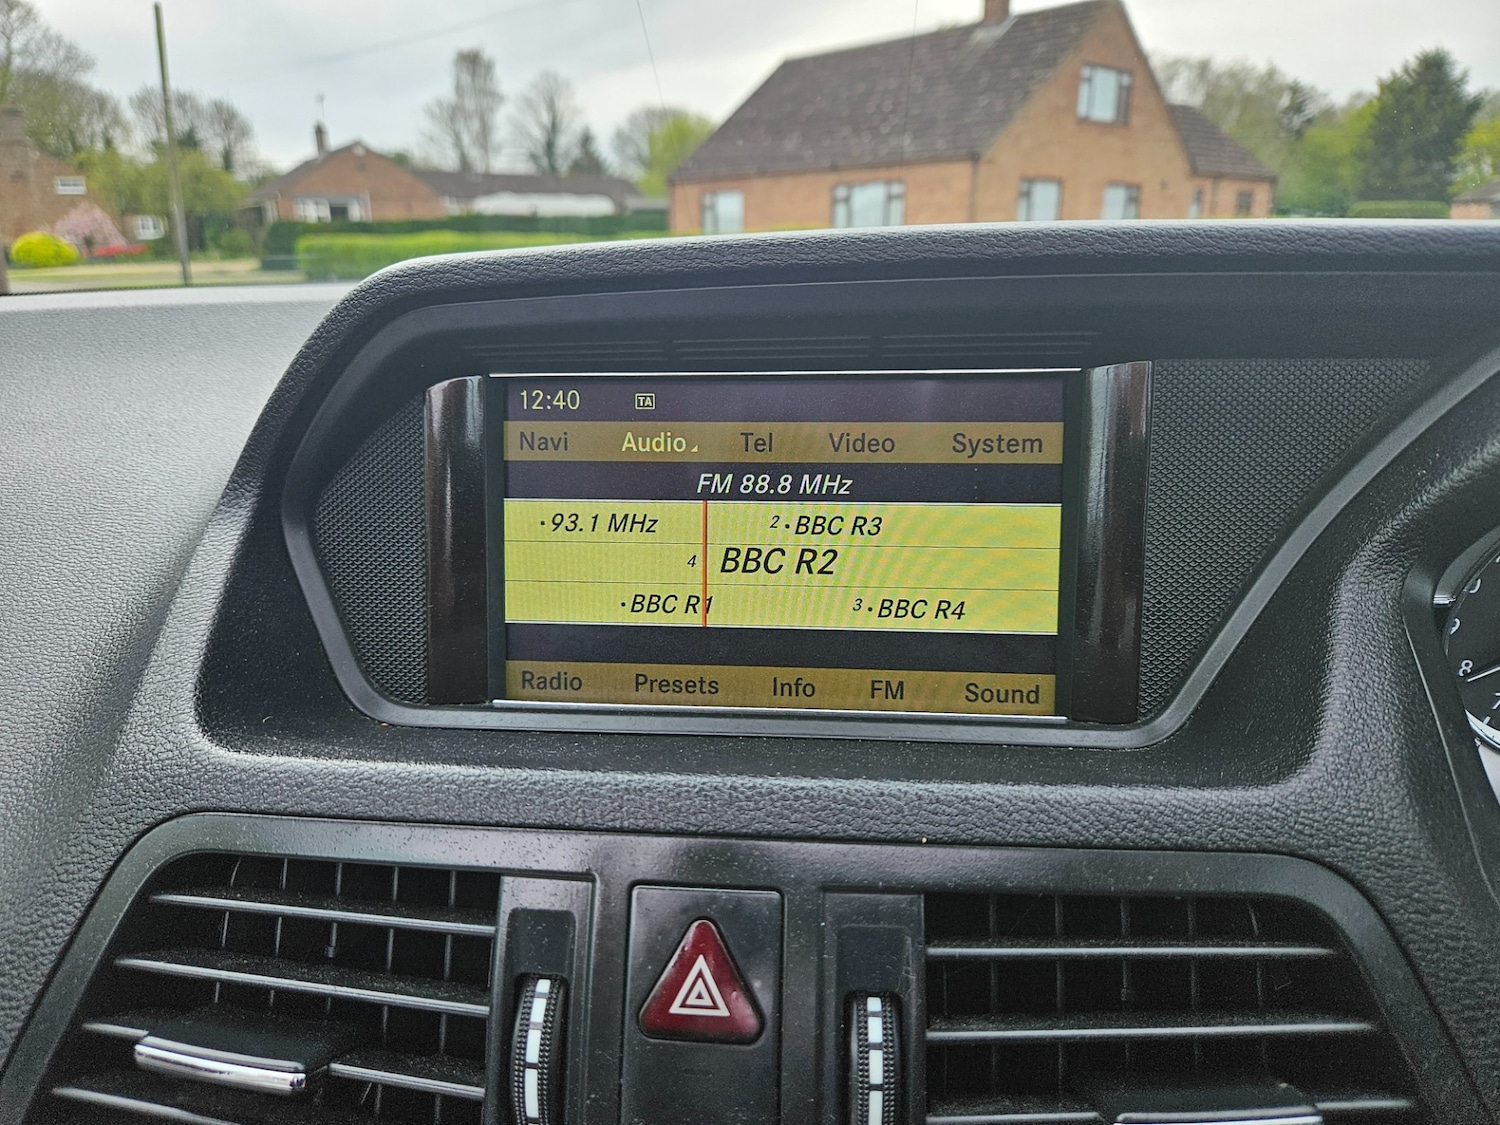 12:40 TA
Navi Audio Tel Video System
FM 88.8 MHz
·93.1 MHz 2·BBC R3
4 BBC R2
·BBC R1 3·BBC R4
Radio Presets Info FM Sound
8